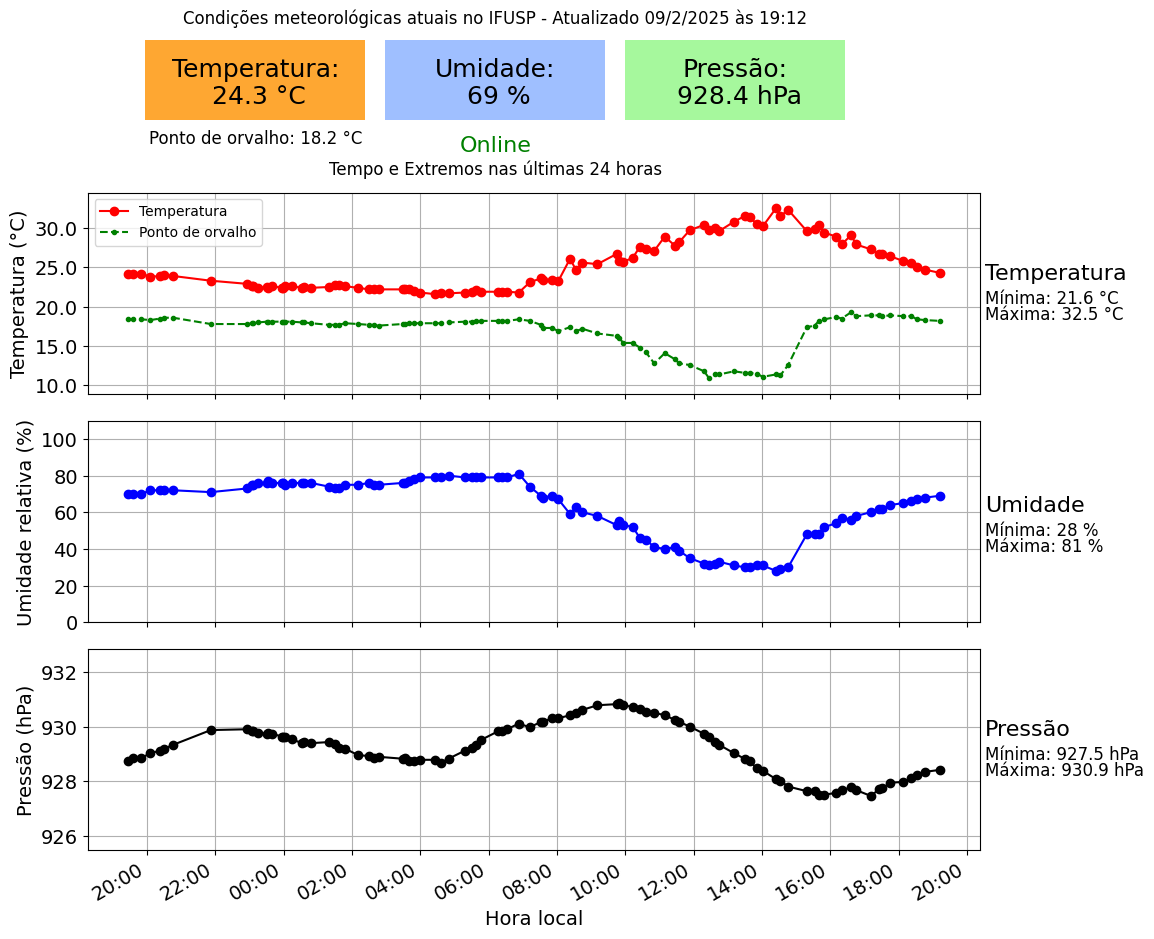 Condições meteorológicas atuais no IFUSP - Atualizado 09/2/2025 às 19:12
Temperatura:
24.3 °C
Umidade:
69 %
Pressão:
928.4 hPa
Ponto de orvalho: 18.2 °C
Online
Tempo e Extremos nas últimas 24 horas
Temperatura (°C)
30.0
25.0
20.0
15.0
10.0
Temperatura
Ponto de orvalho
Temperatura
Mínima: 21.6 °C
Máxima: 32.5 °C
Umidade relativa (%)
100
80
60
40
20
0
Umidade
Mínima: 28 %
Máxima: 81 %
Pressão (hPa)
932
930
928
926
Pressão
Mínima: 927.5 hPa
Máxima: 930.9 hPa
20:00 22:00 00:00 02:00 04:00 06:00 08:00 10:00 12:00 14:00 16:00 18:00 20:00
Hora local